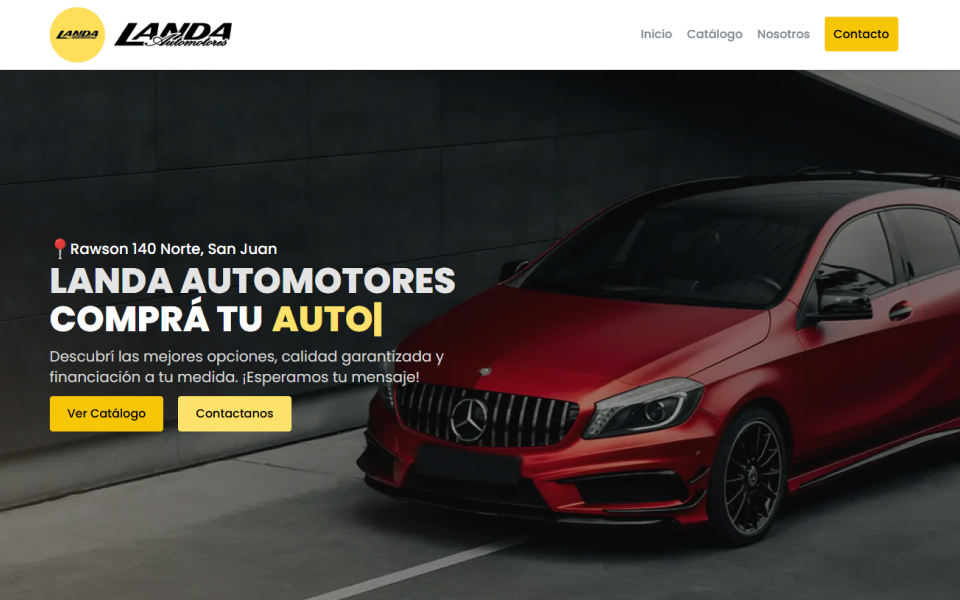 LANDA
LANDA
Automotores
Inicio
Catálogo
Nosotros
Contacto
Rawson 140 Norte, San Juan
LANDA AUTOMOTORES
COMPRÁ TU AUTO|
Descubrí las mejores opciones, calidad garantizada y
financiación a tu medida. ¡Esperamos tu mensaje!
Ver Catálogo
Contactanos